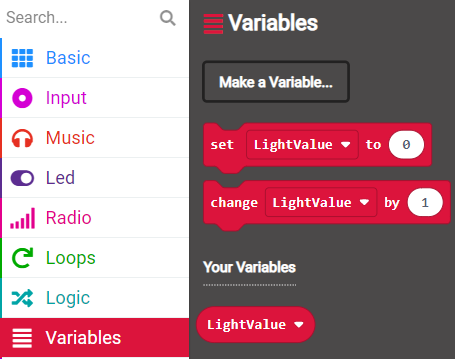 Search...
Basic
Input
Music
Led
Radio
Loops
Logic
Variables
Variables
Make a Variable...
set LightValue to 0
change LightValue by 1
Your Variables
LightValue